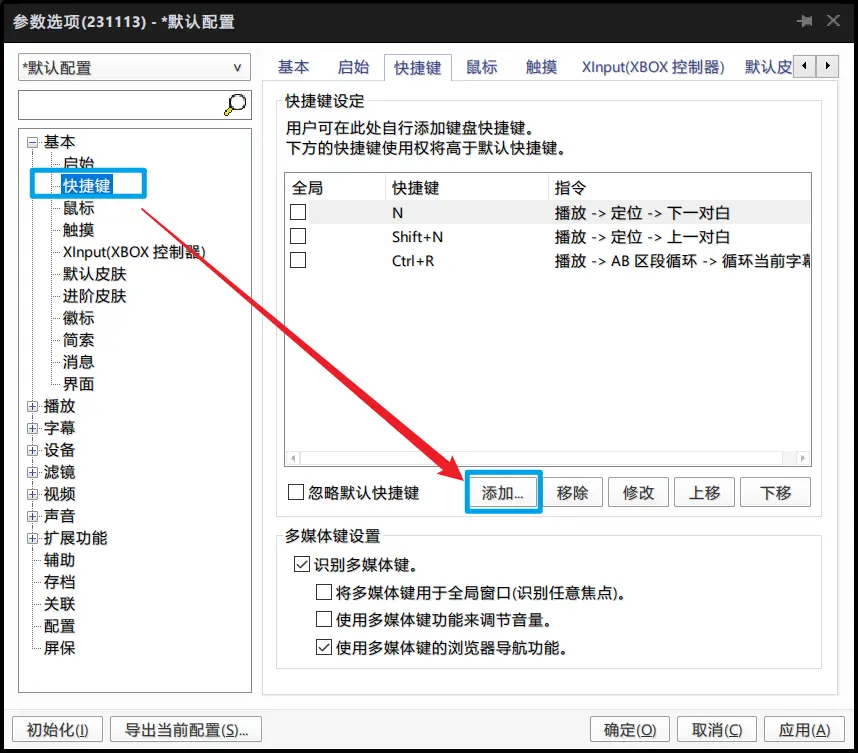 参数选项(231113) - *默认配置
*默认配置
基本
启始
快捷键
鼠标
触摸
XInput(XBOX 控制器)
默认皮肤
进阶皮肤
徽标
简索
消息
界面
播放
字幕
设备
滤镜
视频
声音
扩展功能
辅助
存档
关联
配置
屏保
基本 启始 快捷键 鼠标 触摸 XInput(XBOX 控制器) 默认皮
快捷键设定
用户可在此处自行添加键盘快捷键。
下方的快捷键使用权将高于默认快捷键。
全局 快捷键 指令
N 播放 -> 定位 -> 下一对白
Shift+N 播放 -> 定位 -> 上一对白
Ctrl+R 播放 -> AB 区段循环 -> 循环当前字幕
忽略默认快捷键 添加... 移除 修改 上移 下移
多媒体键设置
识别多媒体键。
将多媒体键用于全局窗口(识别任意焦点)。
使用多媒体键功能来调节音量。
使用多媒体键的浏览器导航功能。
初始化(I) 导出当前配置(S)... 确定(O) 取消(C) 应用(A)